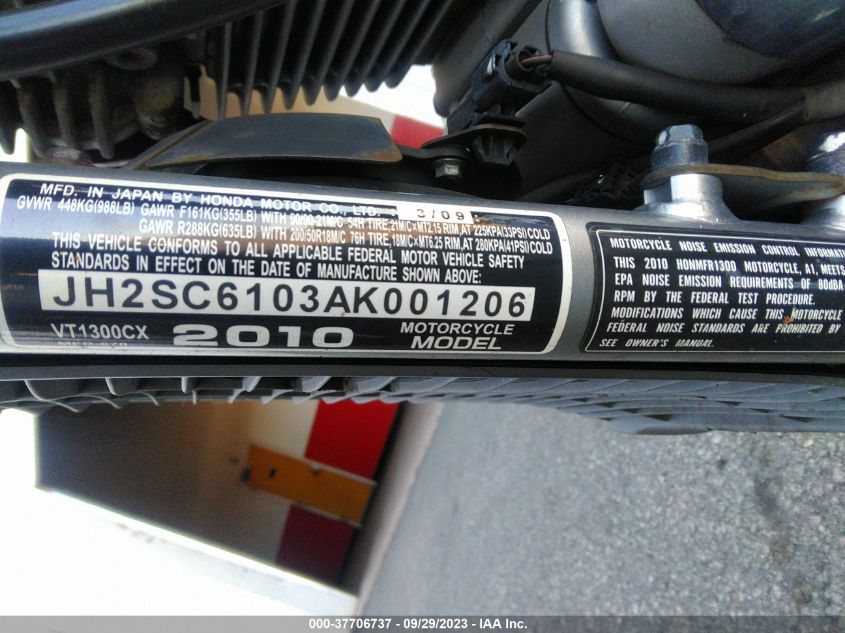 MFD. IN JAPAN BY HONDA MOTOR CO., LTD. 3/09
GVWR 448KG(988LB) GAWR F161KG(355LB) WITH 90/90-21M/C 54H TIRE, 21M/C×MT2.15 RIM, AT 225KPA(33PSI) COLD
GAWR R288KG(635LB) WITH 200/50R18M/C 76H TIRE, 18M/C×MT6.25 RIM, AT 280KPA(41PSI) COLD
THIS VEHICLE CONFORMS TO ALL APPLICABLE FEDERAL MOTOR VEHICLE SAFETY
STANDARDS IN EFFECT ON THE DATE OF MANUFACTURE SHOWN ABOVE:
JH2SC6103AK001206
VT1300CX 2010 MOTORCYCLE MODEL
MOTORCYCLE NOISE EMISSION CONTROL INFORMAT
THIS 2010 HONMFR1300 MOTORCYCLE, A1, MEETS
EPA NOISE EMISSION REQUIREMENTS OF 80dBA
RPM BY THE FEDERAL TEST PROCEDURE.
MODIFICATIONS WHICH CAUSE THIS MOTORCYCLE
FEDERAL NOISE STANDARDS ARE PROHIBITED BY
SEE OWNER'S MANUAL.
000-37706737 - 09/29/2023 - IAA Inc.